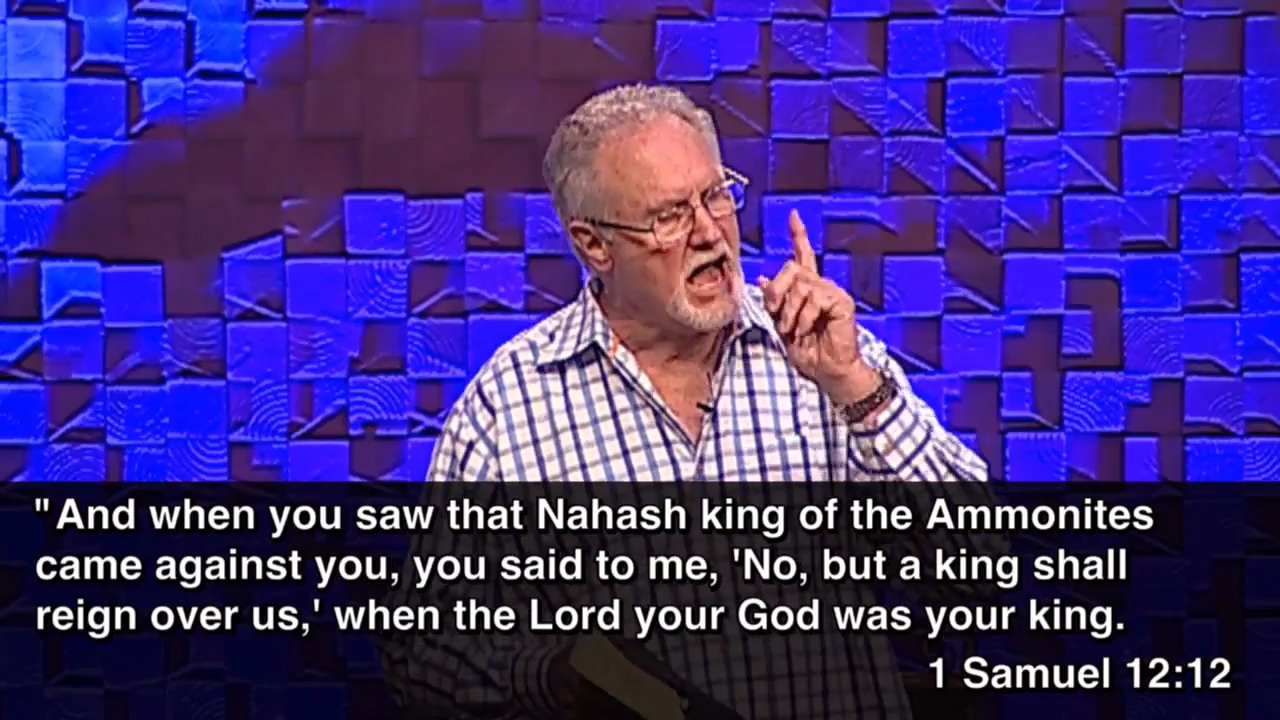 "And when you saw that Nahash king of the Ammonites
came against you, you said to me, 'No, but a king shall
reign over us,' when the Lord your God was your king.
1 Samuel 12:12